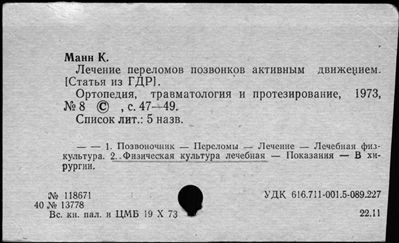 Манн К.
Лечение переломов позвонков активным движением.
[Статья из ГДР].
Ортопедия, травматология и протезирование, 1973,
№ 8 ©, с. 47—49.
Список лит.: 5 назв.
— — 1. Позвоночник — Переломы — Лечение — Лечебная физ-
культура. 2. Физическая культура лечебная — Показания — В хи-
рургии.
№ 118671 УДК 616.711-001.5-089.227
40 № 13778
Вс. кн. пал. и ЦМБ 19 X 73 22.11